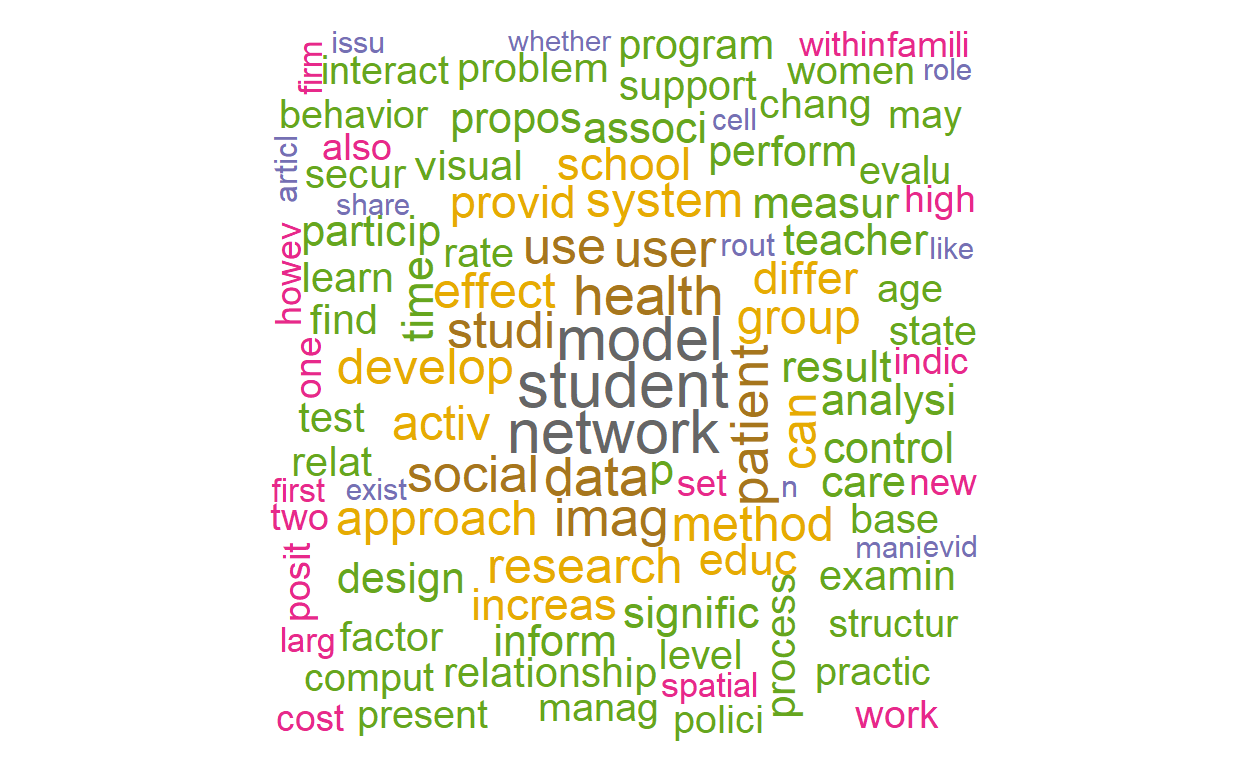 issu whether program within famili
firm interact problem support women role
behavior propos associ cell chang may
articl also secur visual school perform evalu
share provid system measur high
howev particip rate use user rout teacher like
learn time effect health differ age
find studi model group state
one develop student patient result indic
test activ network can analysi
relat social data p set control
first exist n care new
two approach imag method base
mani evid
posit design research educ examin
increas signific process structur
larg factor inform level
comput relationship spatial practic
cost present manag polici work